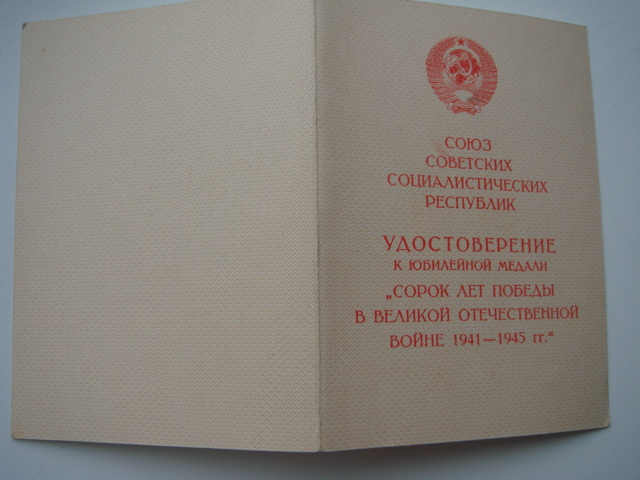 СОЮЗ
СОВЕТСКИХ
СОЦИАЛИСТИЧЕСКИХ
РЕСПУБЛИК
УДОСТОВЕРЕНИЕ
К ЮБИЛЕЙНОЙ МЕДАЛИ
„СОРОК ЛЕТ ПОБЕДЫ
В ВЕЛИКОЙ ОТЕЧЕСТВЕННОЙ
ВОЙНЕ 1941—1945 гг.“